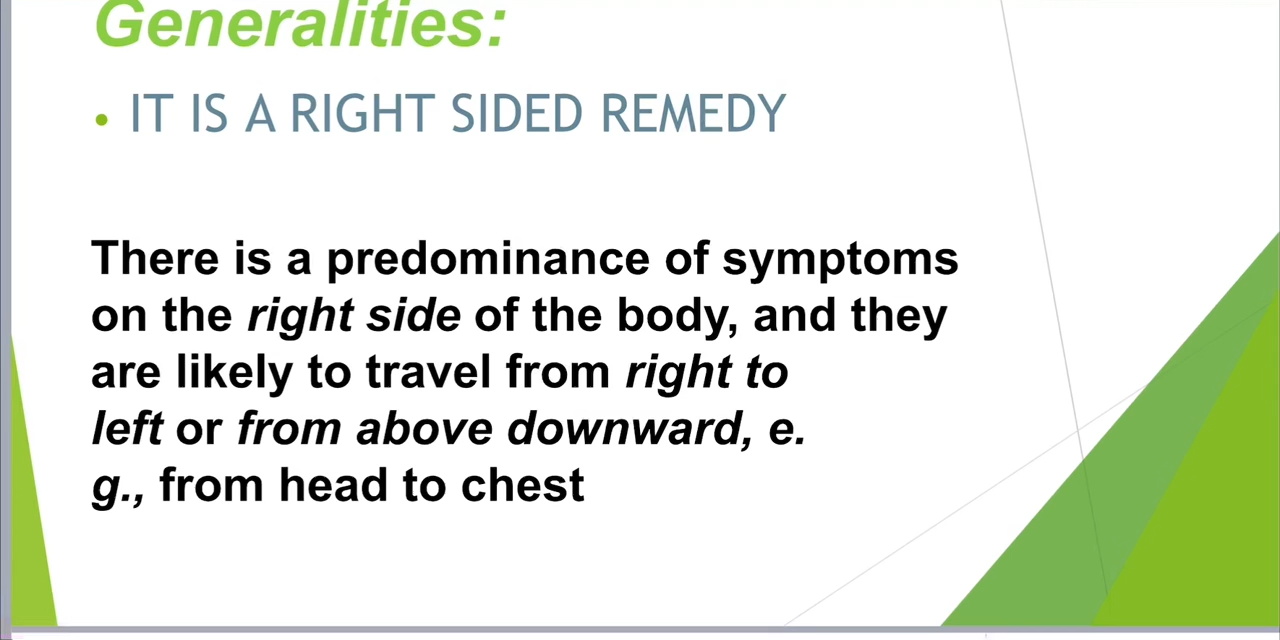 Generalities:
• IT IS A RIGHT SIDED REMEDY
There is a predominance of symptoms
on the right side of the body, and they
are likely to travel from right to
left or from above downward, e.
g., from head to chest